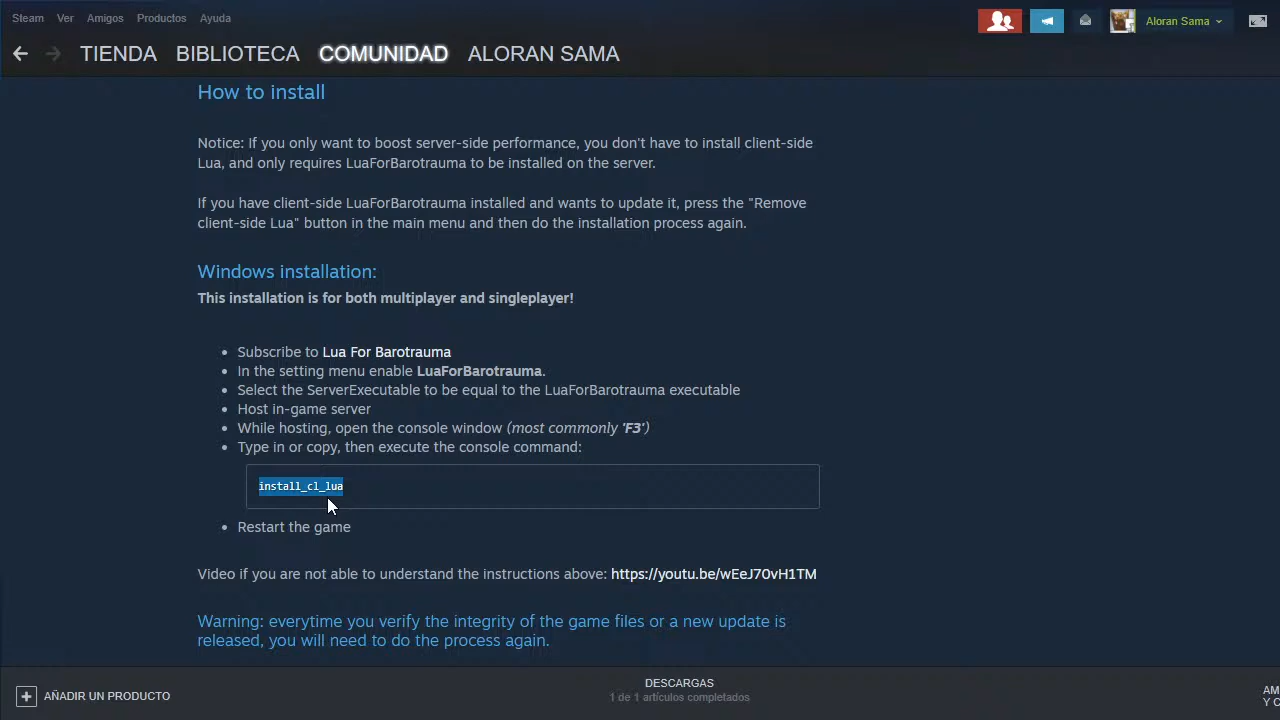 Steam Ver Amigos Productos Ayuda
Aloran Sama
TIENDA BIBLIOTECA COMUNIDAD ALORAN SAMA
How to install
Notice: If you only want to boost server-side performance, you don't have to install client-side
Lua, and only requires LuaForBarotrauma to be installed on the server.
If you have client-side LuaForBarotrauma installed and wants to update it, press the "Remove
client-side Lua" button in the main menu and then do the installation process again.
Windows installation:
This installation is for both multiplayer and singleplayer!
• Subscribe to Lua For Barotrauma
• In the setting menu enable LuaForBarotrauma.
• Select the ServerExecutable to be equal to the LuaForBarotrauma executable
• Host in-game server
• While hosting, open the console window (most commonly 'F3')
• Type in or copy, then execute the console command:
install_cl_lua
• Restart the game
Video if you are not able to understand the instructions above: https://youtu.be/wEeJ70vH1TM
Warning: everytime you verify the integrity of the game files or a new update is
released, you will need to do the process again.
AÑADIR UN PRODUCTO
DESCARGAS
1 de 1 artículos completados
AM
Y C